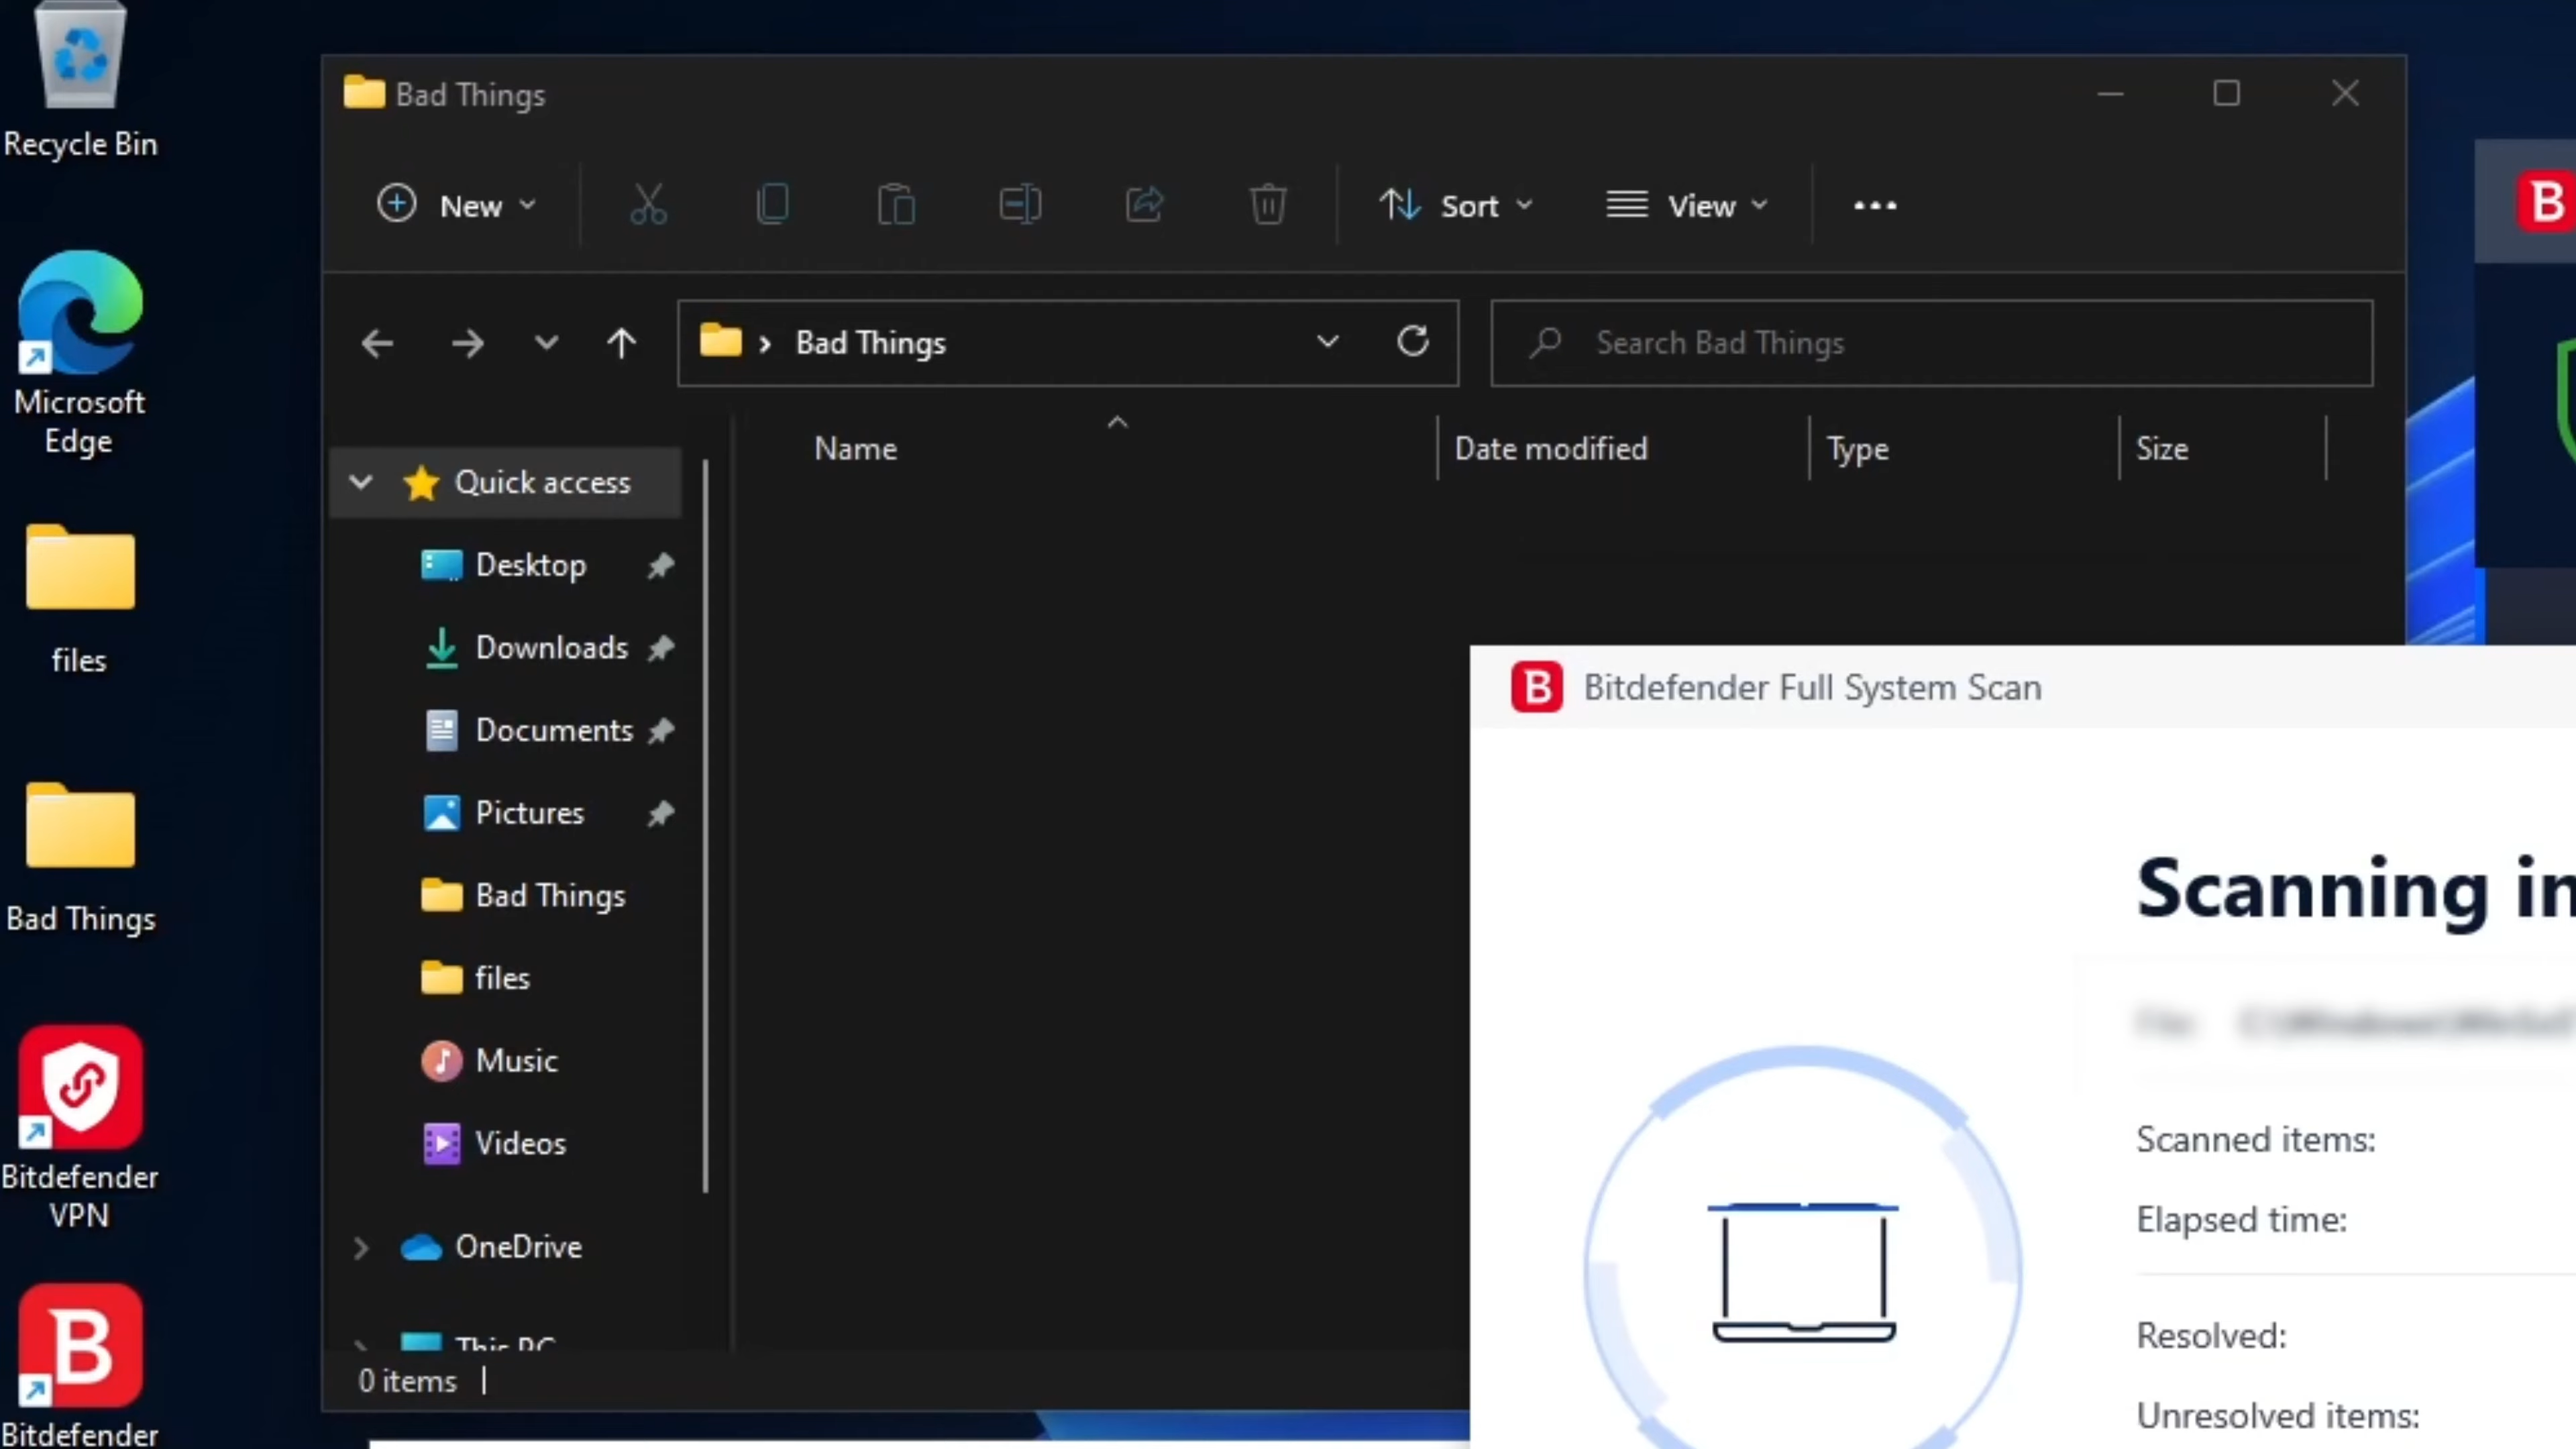 Recycle Bin
Microsoft
Edge
files
Bad Things
Bitdefender
VPN
Bitdefender
Bad Things
New
Sort
View
Bad Things
Search Bad Things
Name
Date modified
Type
Size
Quick access
Desktop
Downloads
Documents
Pictures
Bad Things
files
Music
Videos
OneDrive
This PC
0 items
B
B Bitdefender Full System Scan
Scanning in
Scanned items:
Elapsed time:
Resolved:
Unresolved items: